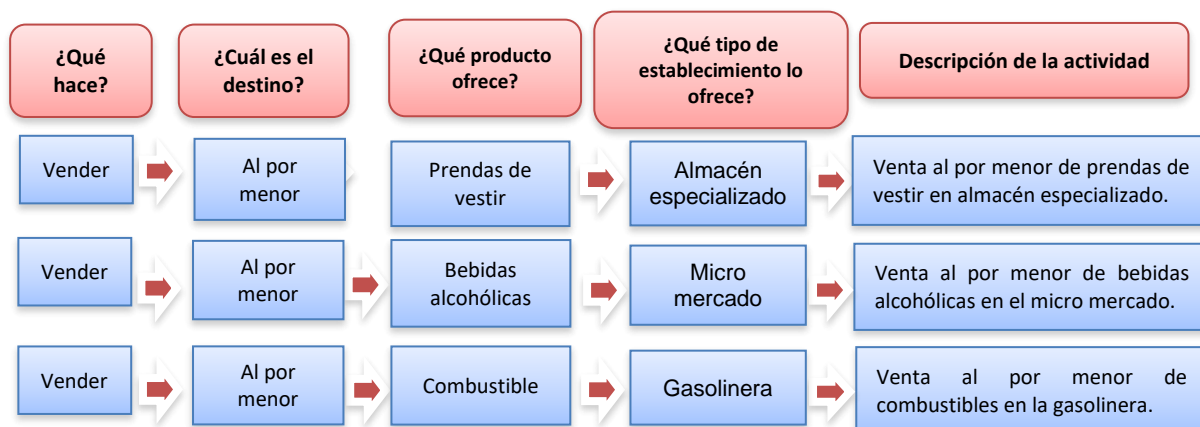 ¿Qué
hace?
¿Cuál es el
destino?
¿Qué producto
ofrece?
¿Qué tipo de
establecimiento lo
ofrece?
Descripción de la actividad
Vender
Al por
menor
Prendas de
vestir
Almacén
especializado
Venta al por menor de prendas de
vestir en almacén especializado.
Vender
Al por
menor
Bebidas
alcohólicas
Micro
mercado
Venta al por menor de bebidas
alcohólicas en el micro mercado.
Vender
Al por
menor
Combustible
Gasolinera
Venta al por menor de
combustibles en la gasolinera.